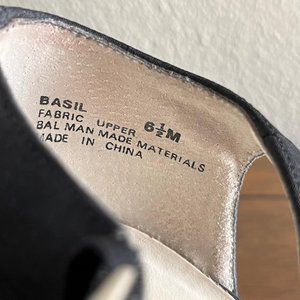 BASIL
FABRIC UPPER 6½M
BAL MAN MADE MATERIALS
MADE IN CHINA